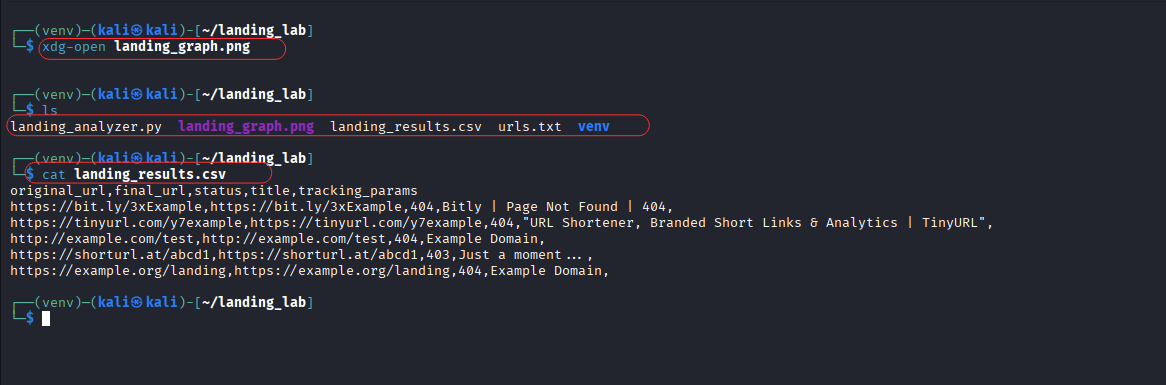 ┌──(venv)─(kali㉿kali)-[~/landing_lab]
└─$ xdg-open landing_graph.png
┌──(venv)─(kali㉿kali)-[~/landing_lab]
└─$ ls
landing_analyzer.py  landing_graph.png  landing_results.csv  urls.txt  venv
┌──(venv)─(kali㉿kali)-[~/landing_lab]
└─$ cat landing_results.csv
original_url,final_url,status,title,tracking_params
https://bit.ly/3xExample,https://bit.ly/3xExample,404,Bitly | Page Not Found | 404,
https://tinyurl.com/y7example,https://tinyurl.com/y7example,404,"URL Shortener, Branded Short Links & Analytics | TinyURL",
http://example.com/test,http://example.com/test,404,Example Domain,
https://shorturl.at/abcd1,https://shorturl.at/abcd1,403,Just a moment...,
https://example.org/landing,https://example.org/landing,404,Example Domain,
┌──(venv)─(kali㉿kali)-[~/landing_lab]
└─$